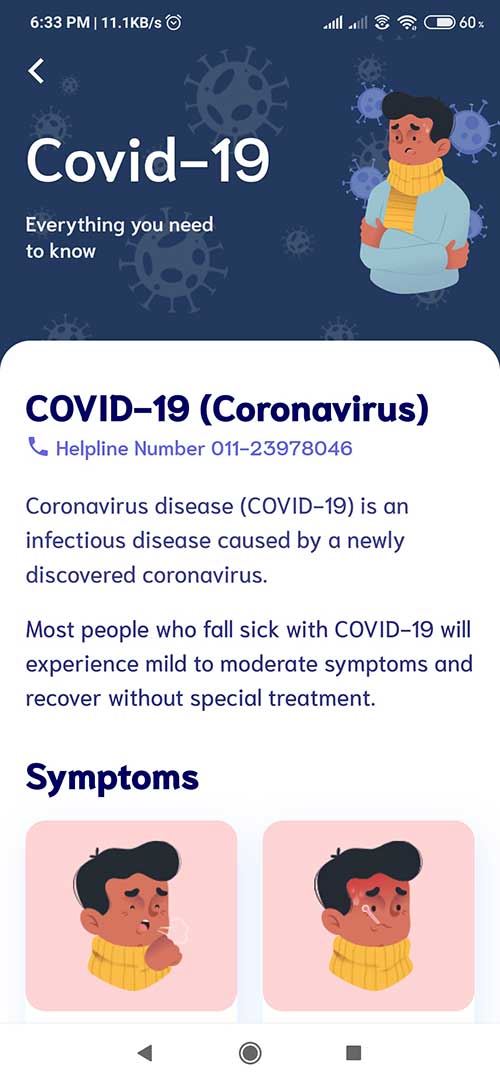 6:33 PM | 11.1KB/s 60%
Covid–19
Everything you need
to know
COVID–19 (Coronavirus)
Helpline Number 011–23978046
Coronavirus disease (COVID–19) is an
infectious disease caused by a newly
discovered coronavirus.
Most people who fall sick with COVID–19 will
experience mild to moderate symptoms and
recover without special treatment.
Symptoms